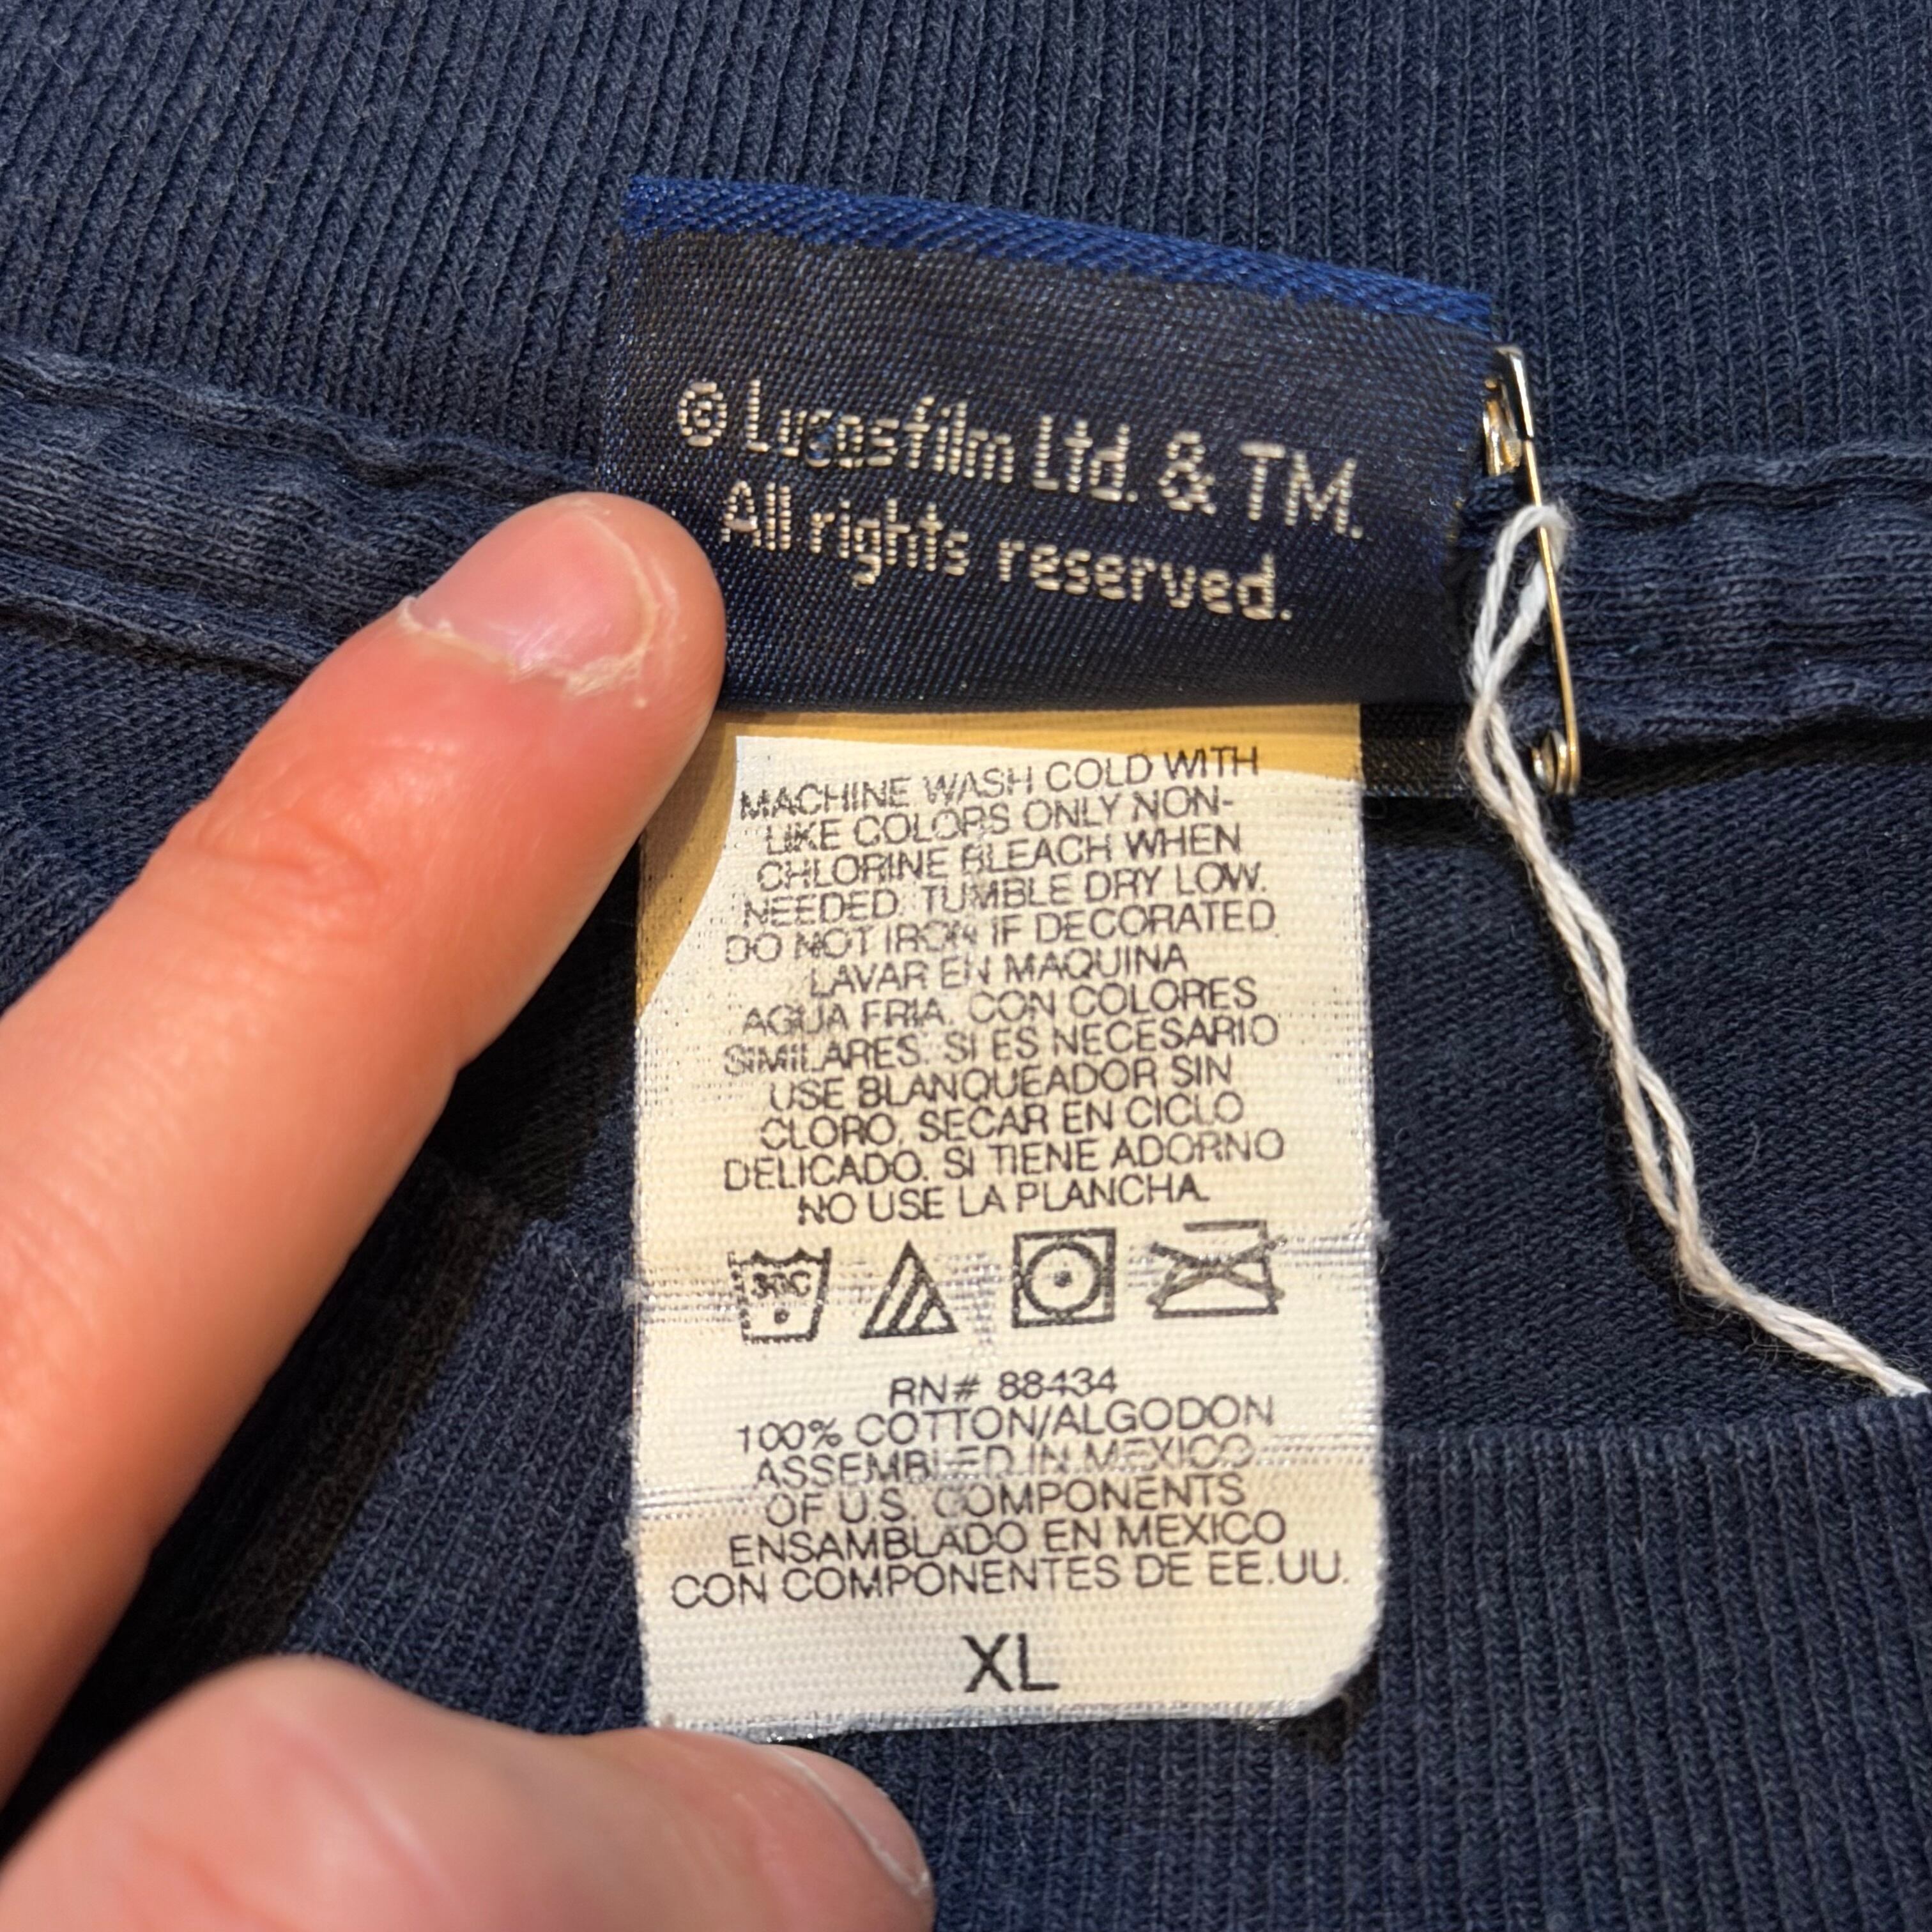 © Lucasfilm Ltd. & TM.
All rights reserved.
MACHINE WASH COLD WITH
LIKE COLORS ONLY NON-
CHLORINE BLEACH WHEN
NEEDED. TUMBLE DRY LOW.
DO NOT IRON IF DECORATED.
LAVAR EN MAQUINA
AGUA FRIA. CON COLORES
SIMILARES. SI ES NECESARIO
USE BLANQUEADOR SIN
CLORO, SECAR EN CICLO
DELICADO. SI TIENE ADORNO
NO USE LA PLANCHA.
30C
RN# 88434
100% COTTON/ALGODON
ASSEMBLED IN MEXICO
OF U.S. COMPONENTS
ENSAMBLADO EN MEXICO
CON COMPONENTES DE EE.UU.
XL